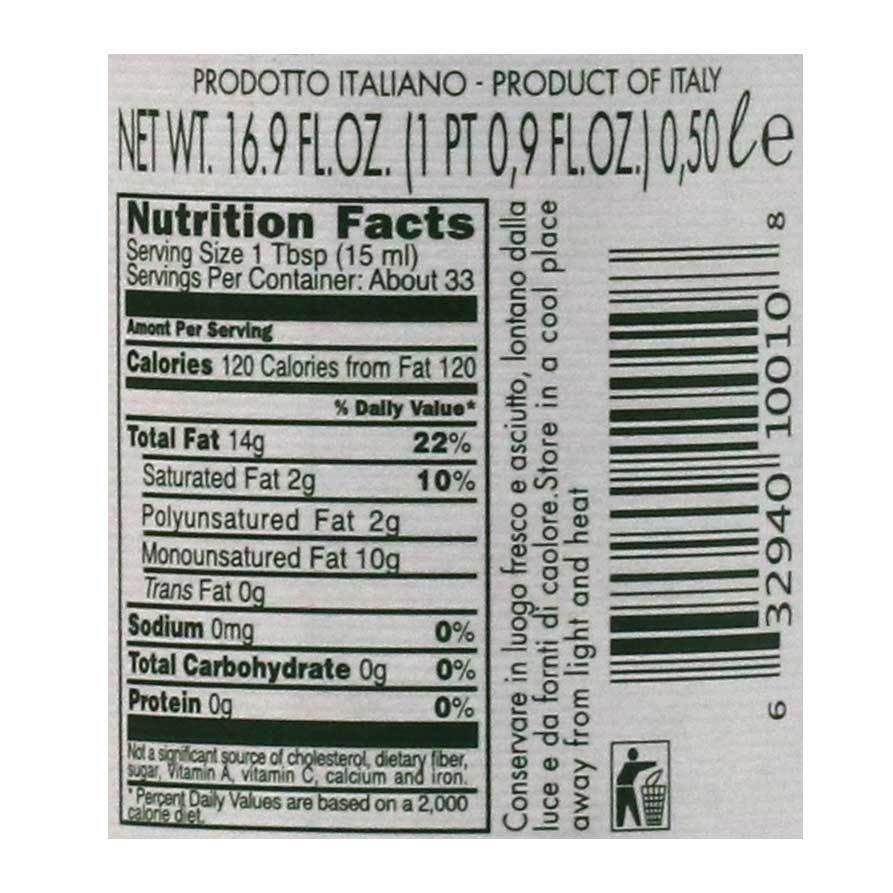 PRODOTTO ITALIANO - PRODUCT OF ITALY
NET WT. 16.9 FL.OZ. (1 PT 0,9 FL.OZ.) 0,50 ℓ e
Nutrition Facts
Serving Size 1 Tbsp (15 ml)
Servings Per Container: About 33
Amont Per Serving
Calories 120 Calories from Fat 120
% Daily Value*
Total Fat 14g 22%
Saturated Fat 2g 10%
Polyunsatured Fat 2g
Monounsatured Fat 10g
Trans Fat 0g
Sodium 0mg 0%
Total Carbohydrate 0g 0%
Protein 0g 0%
Not a significant source of cholesterol, dietary fiber,
sugar, Vitamin A, vitamin C, calcium and iron.
*Percent Daily Values are based on a 2,000
calorie diet.
Conservare in luogo fresco e asciutto, lontano dalla
luce e da fornti di caolore. Store in a cool place
away from light and heat
6 32940 10010 8